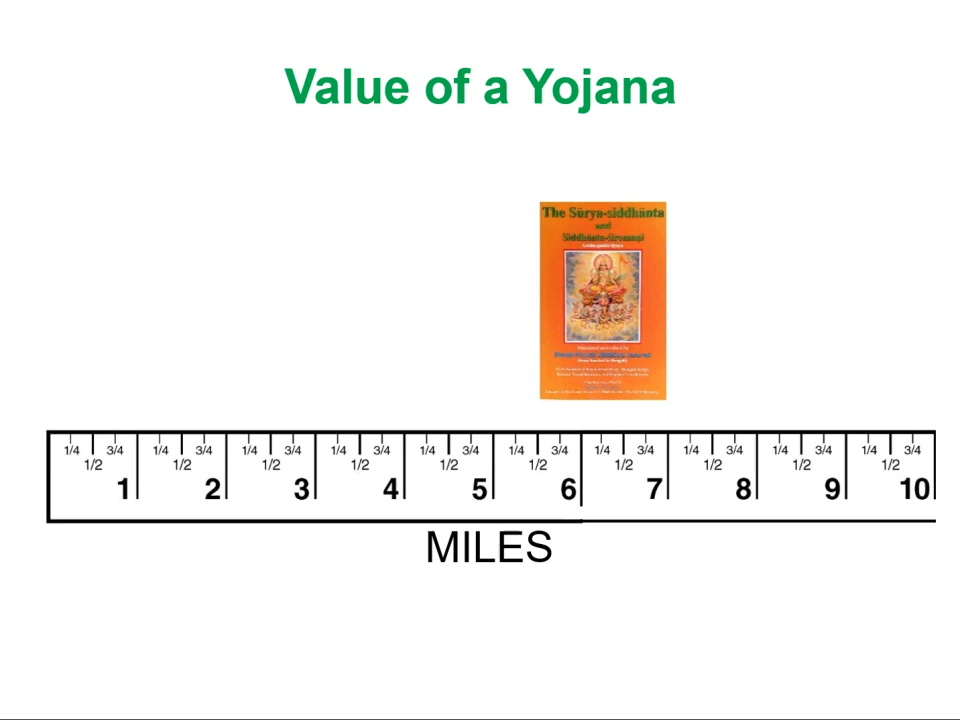 Value of a Yojana
The Sūrya-siddhānta
and
Siddhānta-śiromaṇi
1/4 3/4 1/4 3/4 1/4 3/4 1/4 3/4 1/4 3/4 1/4 3/4 1/4 3/4 1/4 3/4 1/4 3/4 1/4 3/4
1/2 1/2 1/2 1/2 1/2 1/2 1/2 1/2 1/2 1/2
1 2 3 4 5 6 7 8 9 10
MILES